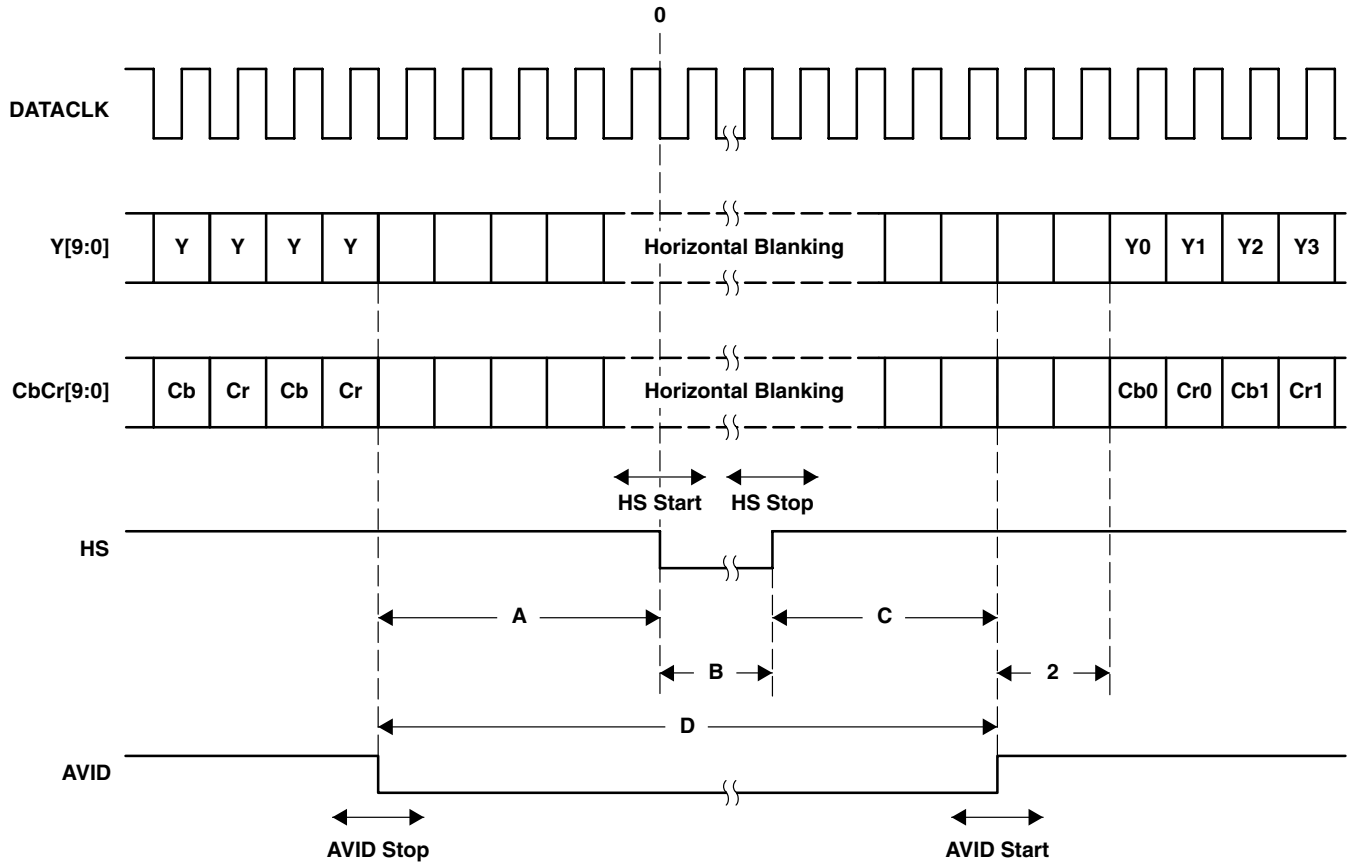 0
DATACLK
Y[9:0] Y Y Y Y Horizontal Blanking Y0 Y1 Y2 Y3
CbCr[9:0] Cb Cr Cb Cr Horizontal Blanking Cb0 Cr0 Cb1 Cr1
HS Start HS Stop
HS
A C
B 2
D
AVID
AVID Stop AVID Start